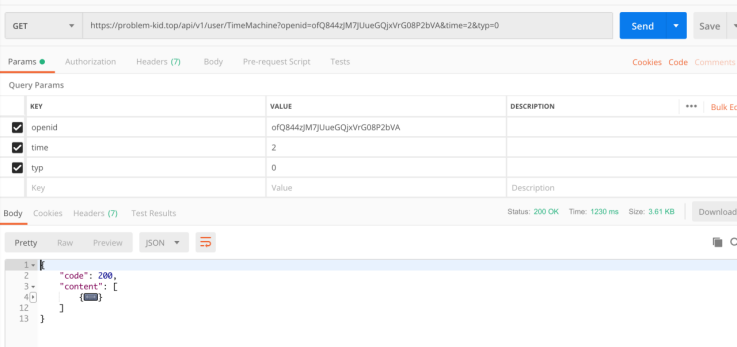 GET https://problem-kid.top/api/v1/user/TimeMachine?openid=ofQ844zJM7JUueGQjxVrG08P2bVA&time=2&typ=0 Send Save
Params Authorization Headers (7) Body Pre-request Script Tests Cookies Code Comments
Query Params
KEY VALUE DESCRIPTION ••• Bulk Ed
openid ofQ844zJM7JUueGQjxVrG08P2bVA
time 2
typ 0
Key Value Description
Body Cookies Headers (7) Test Results Status: 200 OK Time: 1230 ms Size: 3.61 KB Download
Pretty Raw Preview JSON
1 {
2 "code": 200,
3 "content": [
4 {}
12 ]
13 }